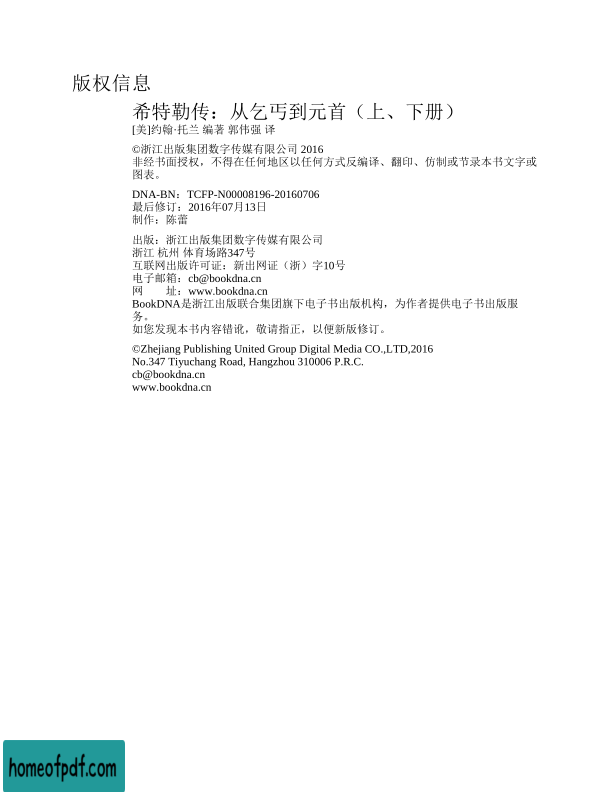 版权信息
希特勒传：从乞丐到元首（上、下册）
[美]约翰·托兰 编著 郭伟强 译
©浙江出版集团数字传媒有限公司 2016
非经书面授权，不得在任何地区以任何方式反编译、翻印、仿制或节录本书文字或
图表。
DNA-BN：TCFP-N00008196-20160706
最后修订：2016年07月13日
制作：陈蕾
出版：浙江出版集团数字传媒有限公司
浙江 杭州 体育场路347号
互联网出版许可证：新出网证（浙）字10号
电子邮箱：cb@bookdna.cn
网　　址：www.bookdna.cn
BookDNA是浙江出版联合集团旗下电子书出版机构，为作者提供电子书出版服
务。
如您发现本书内容错讹，敬请指正，以便新版修订。
©Zhejiang Publishing United Group Digital Media CO.,LTD,2016
No.347 Tiyuchang Road, Hangzhou 310006 P.R.C.
cb@bookdna.cn
www.bookdna.cn
homeofpdf.com